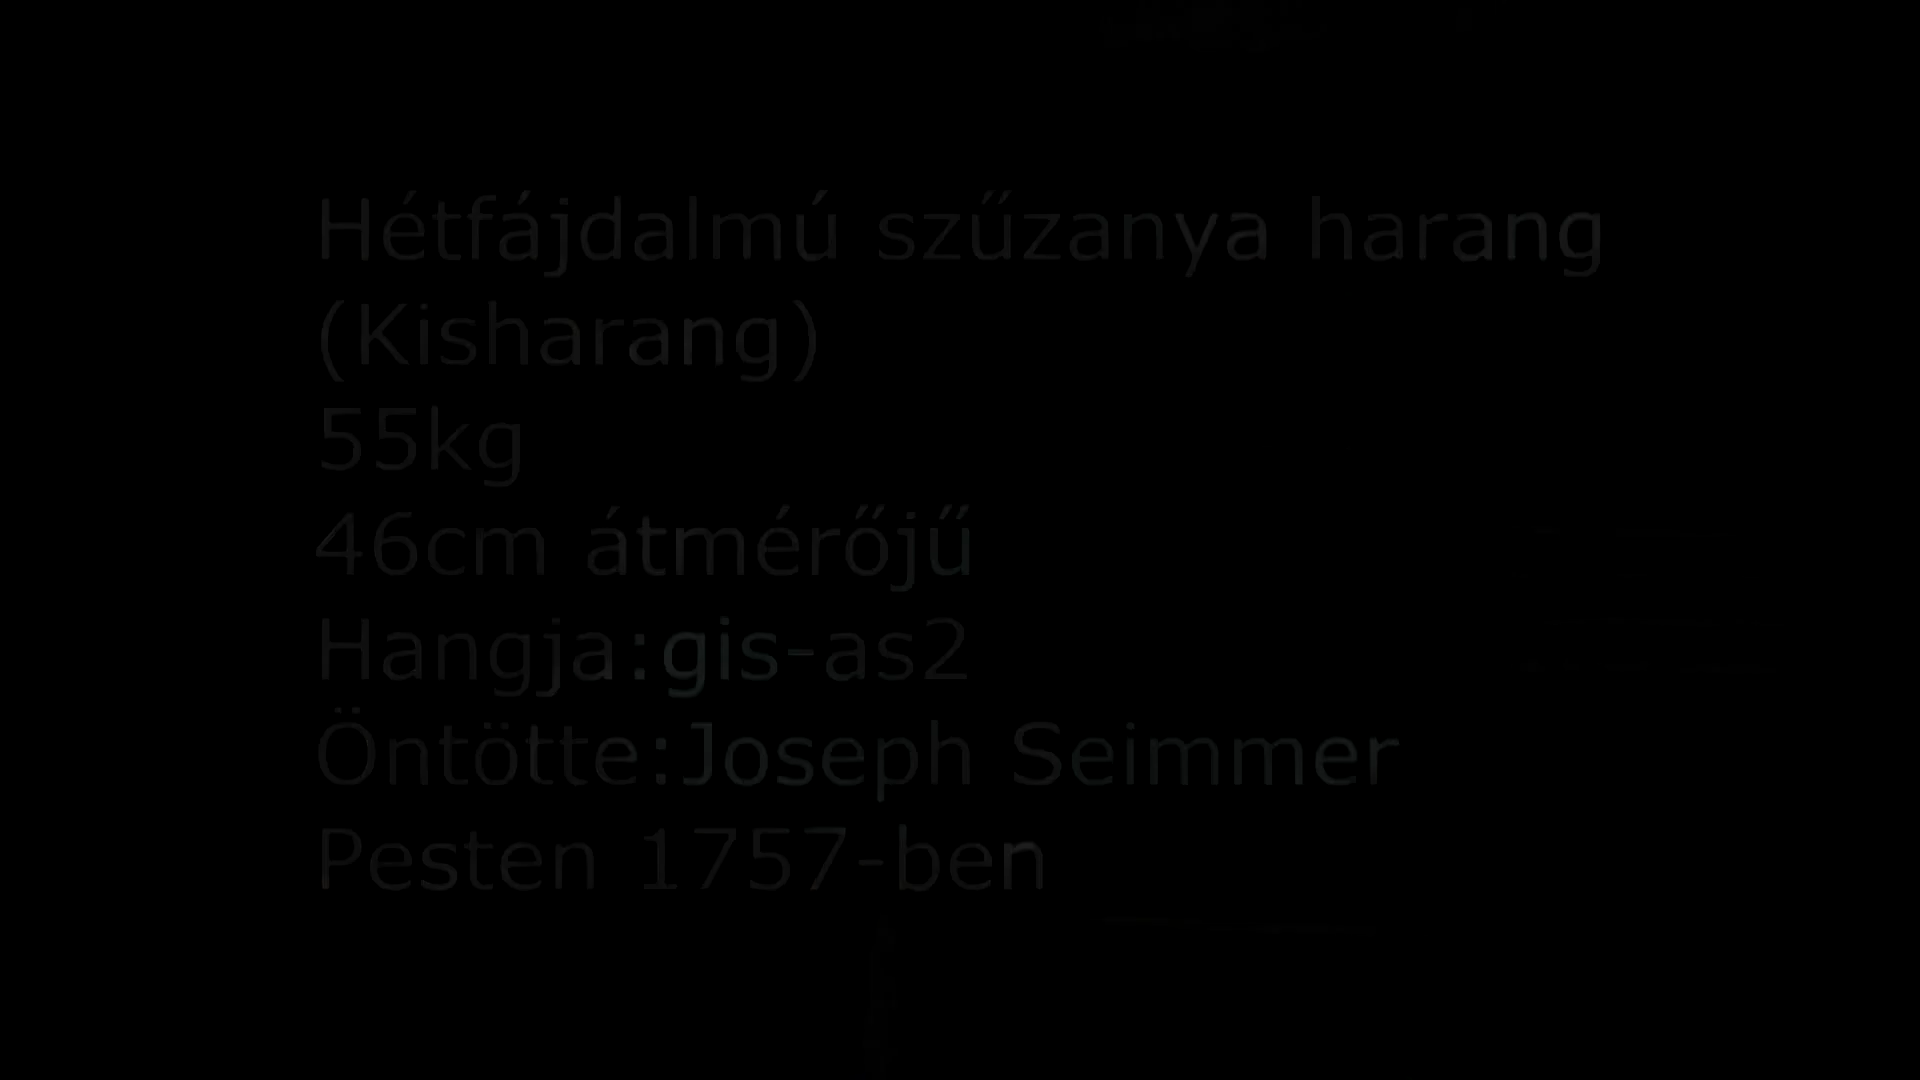 Hétfájdalmú szűzanya harang
(Kisharang)
55kg
46cm átmérőjű
Hangja:gis-as2
Öntötte:Joseph Seimmer
Pesten 1757-ben